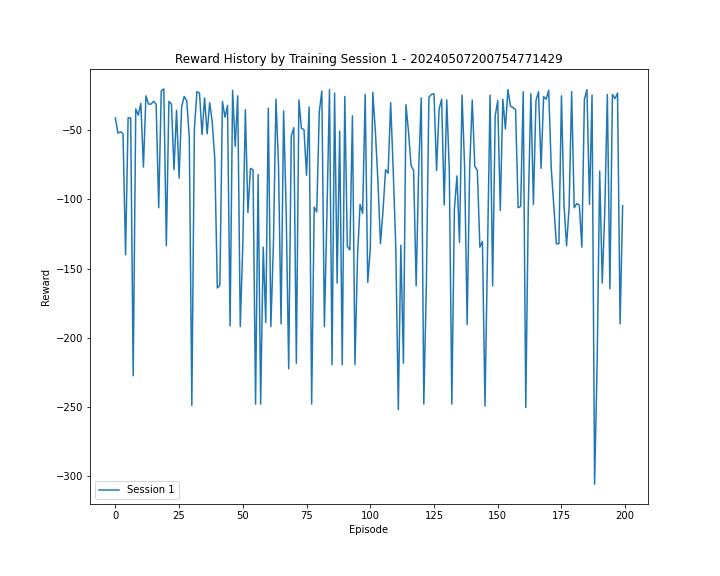 Reward History by Training Session 1 - 20240507200754771429
Reward
−50
−100
−150
−200
−250
−300
Session 1
0 25 50 75 100 125 150 175 200
Episode